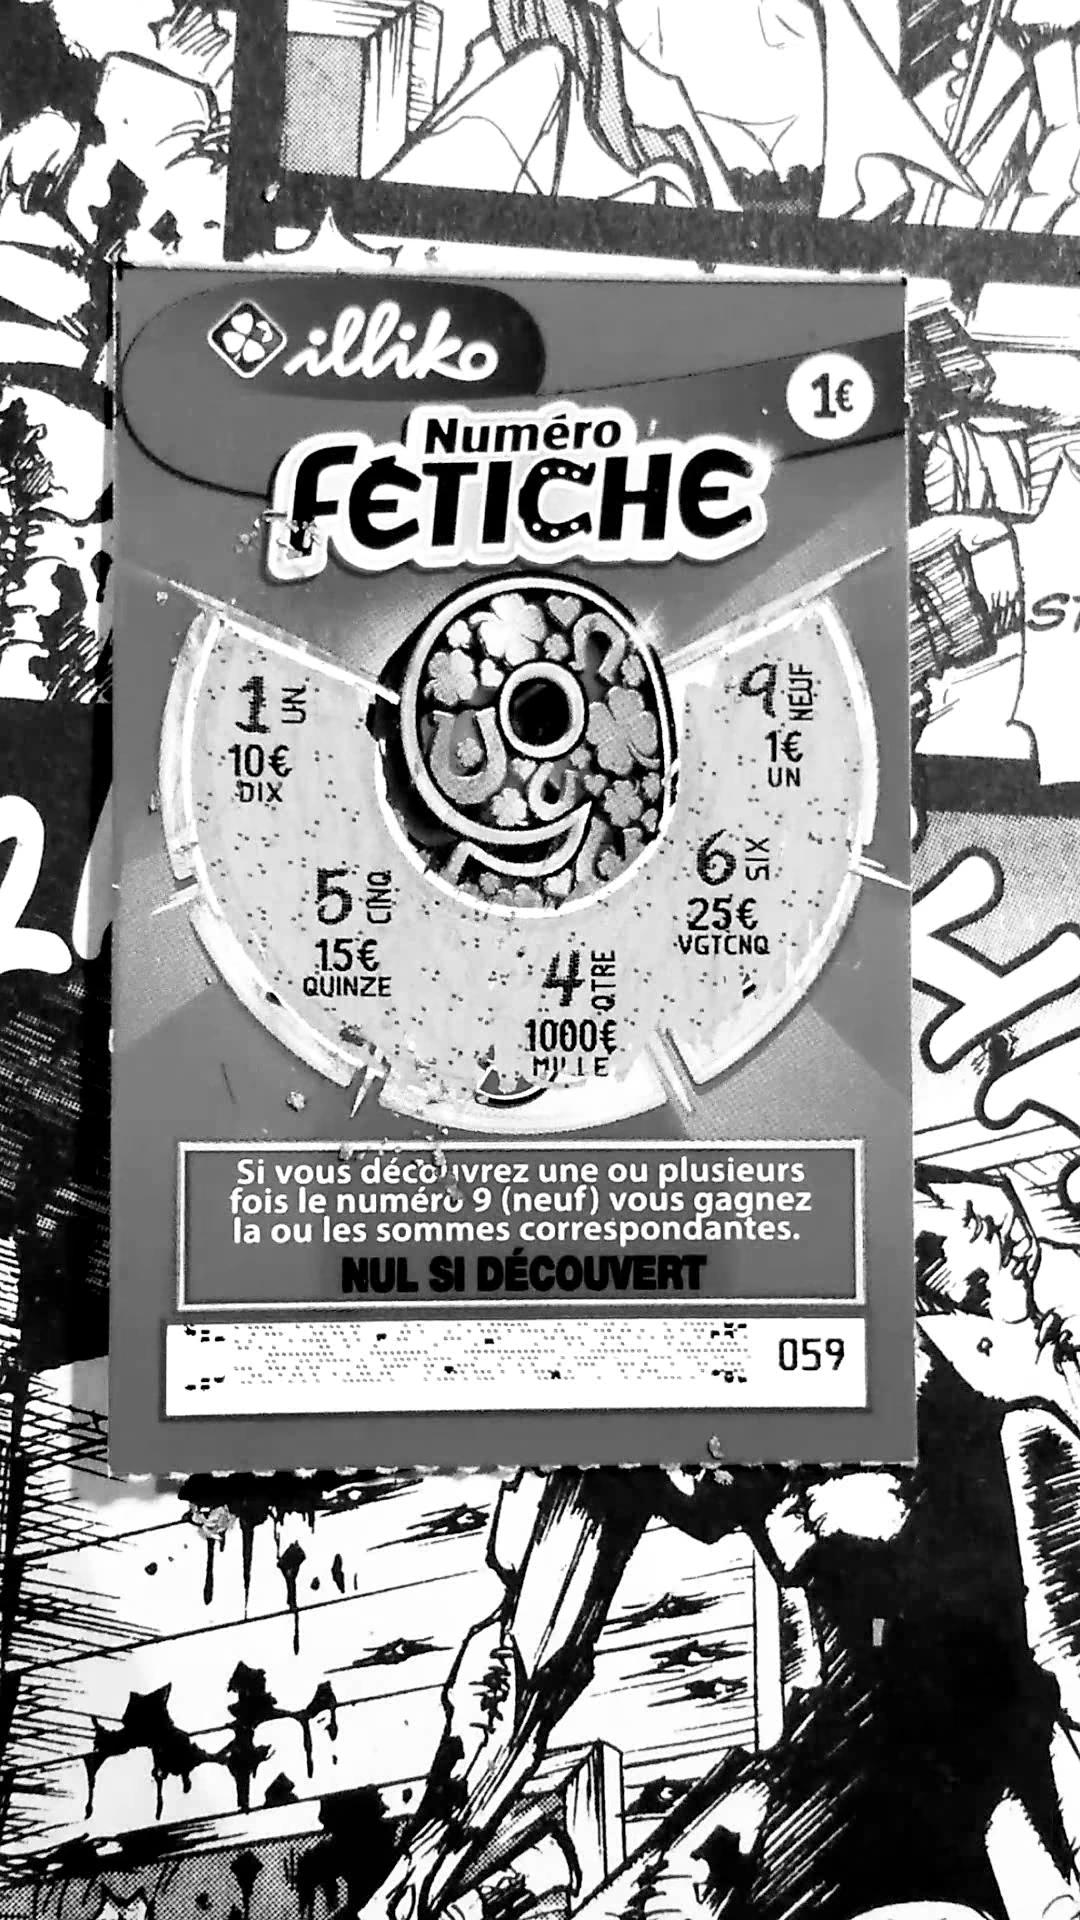 illiko
1€
Numéro
FÉTICHE
9
1 UN
10€
DIX
5 CINQ
15€
QUINZE
4 QTRE
1000€
MILLE
6 SIX
25€
VGTCNQ
9 NEUF
1€
UN
Si vous découvrez une ou plusieurs
fois le numéro 9 (neuf) vous gagnez
la ou les sommes correspondantes.
NUL SI DÉCOUVERT
059